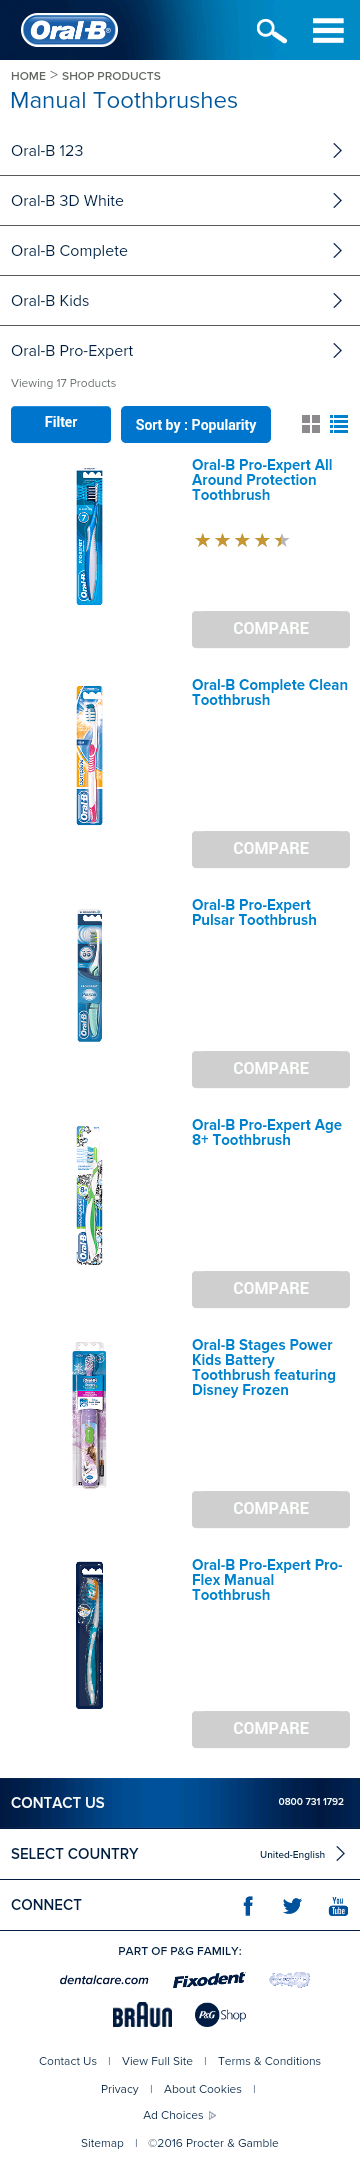 Oral-B
HOME > SHOP PRODUCTS
Manual Toothbrushes
Oral-B 123
Oral-B 3D White
Oral-B Complete
Oral-B Kids
Oral-B Pro-Expert
Viewing 17 Products
Filter
Sort by : Popularity
Oral-B Pro-Expert All
Around Protection
Toothbrush
Oral-B
COMPARE
Oral-B Complete Clean
Toothbrush
Oral-B
COMPARE
Oral-B Pro-Expert
Pulsar Toothbrush
Oral-B
COMPARE
Oral-B Pro-Expert Age
8+ Toothbrush
Oral-B
COMPARE
Oral-B Stages Power
Kids Battery
Toothbrush featuring
Disney Frozen
COMPARE
Oral-B Pro-Expert Pro-
Flex Manual
Toothbrush
COMPARE
CONTACT US
0800 731 1792
SELECT COUNTRY
United-English
CONNECT
You
Tube
PART OF P&G FAMILY:
dentalcare.com
Fixodent
BRAUN
P&G Shop
Contact Us | View Full Site | Terms & Conditions
Privacy | About Cookies |
Ad Choices
Sitemap | ©2016 Procter & Gamble